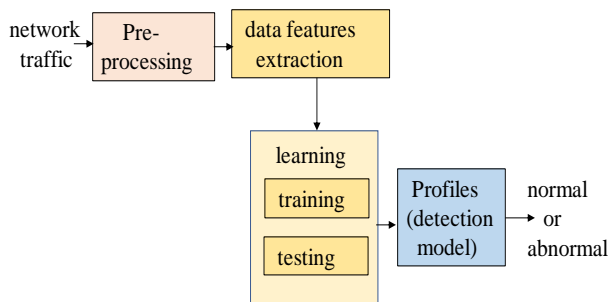 network
traffic
Pre-
processing
data features
extraction
learning
training
testing
Profiles
(detection
model)
normal
or
abnormal